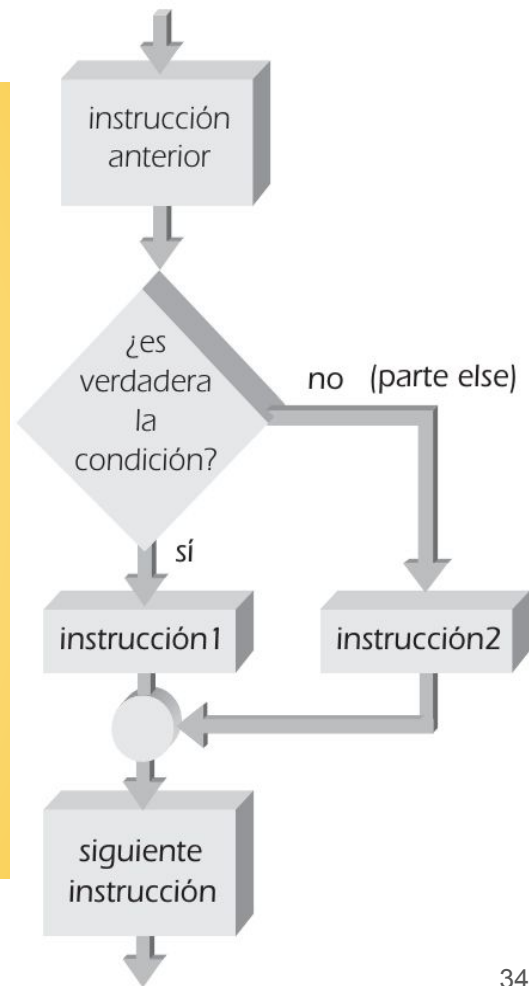 instrucción
anterior
¿es
verdadera
la
condición?
no (parte else)
sí
instrucción1
instrucción2
siguiente
instrucción
34